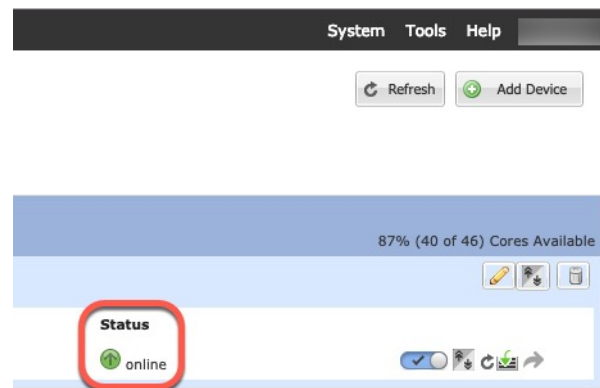 System Tools Help
Refresh Add Device
87% (40 of 46) Cores Available
Status
online